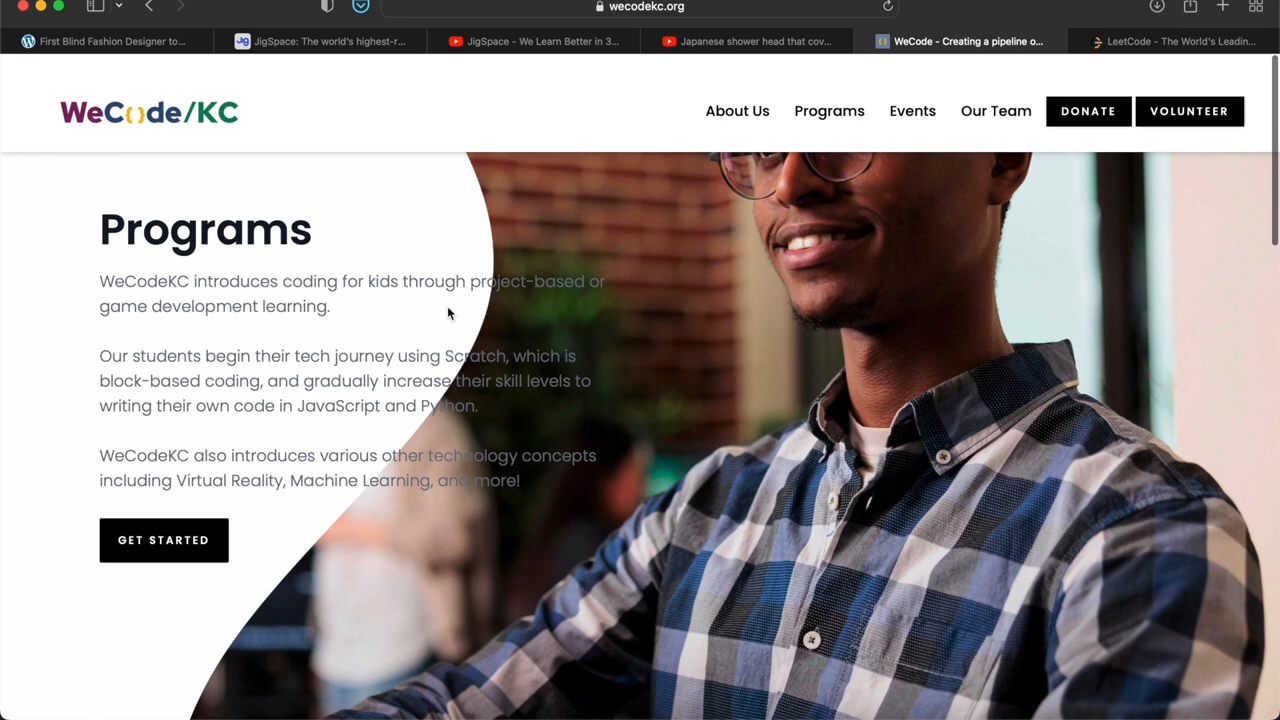 wecodekc.org
First Blind Fashion Designer to...
JigSpace: The world's highest-r...
JigSpace - We Learn Better in 3...
Japanese shower head that cov...
WeCode - Creating a pipeline o...
LeetCode - The World's Leadin...
WeC{}de/KC
About Us
Programs
Events
Our Team
DONATE
VOLUNTEER
Programs
WeCodeKC introduces coding for kids through project-based or
game development learning.
Our students begin their tech journey using Scratch, which is
block-based coding, and gradually increase their skill levels to
writing their own code in JavaScript and Python.
WeCodeKC also introduces various other technology concepts
including Virtual Reality, Machine Learning, and more!
GET STARTED